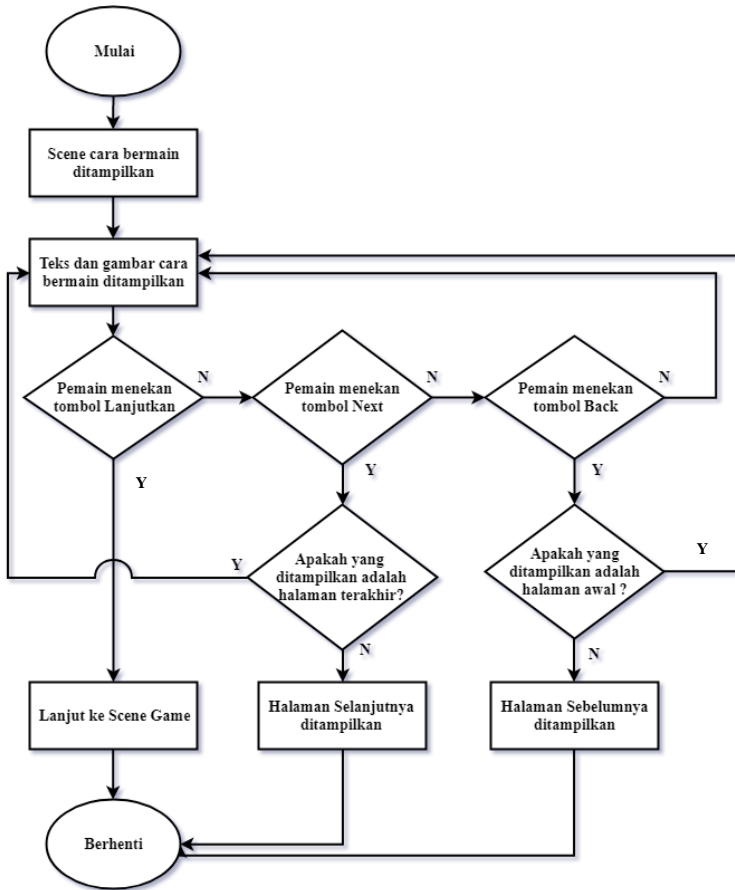 Mulai
Scene cara bermain
ditampilkan
Teks dan gambar cara
bermain ditampilkan
Pemain menekan
tombol Lanjutkan
N
Pemain menekan
tombol Next
N
Pemain menekan
tombol Back
N
Y
Y
Y
Y
Apakah yang
ditampilkan adalah
halaman terakhir?
Apakah yang
ditampilkan adalah
halaman awal ?
Y
N
N
Lanjut ke Scene Game
Halaman Selanjutnya
ditampilkan
Halaman Sebelumnya
ditampilkan
Berhenti